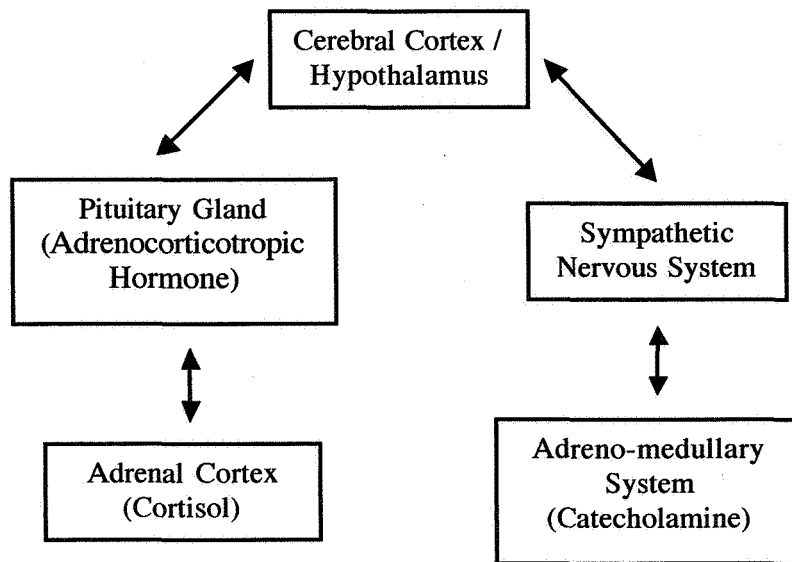 Cerebral Cortex /
Hypothalamus
Pituitary Gland
(Adrenocorticotropic
Hormone)
Sympathetic
Nervous System
Adrenal Cortex
(Cortisol)
Adreno-medullary
System
(Catecholamine)